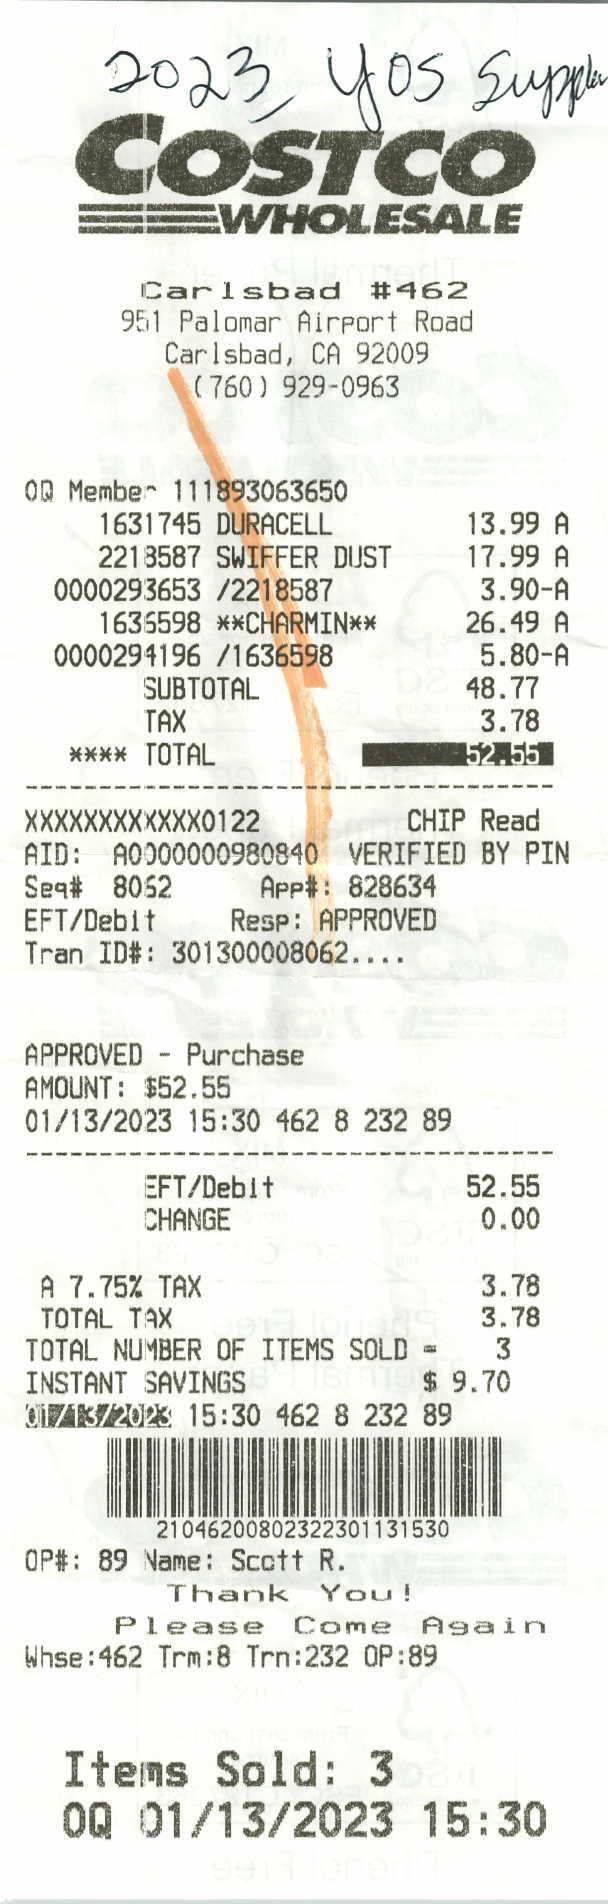 2023 YOS
COSTCO
WHOLESALE
Carlsbad #462
951 Palomar Airport Road
Carlsbad, CA 92009
(760) 929-0963
OQ Member 111893063650
1631745 DURACELL 13.99 A
2218587 SWIFFER DUST 17.99 A
0000293653 /2218587 3.90-A
1636598 **CHARMIN** 26.49 A
0000294196 /1636598 5.80-A
SUBTOTAL 48.77
TAX 3.78
**** TOTAL 52.55
XXXXXXXXXXXX0122 CHIP Read
AID: A0000000980840 VERIFIED BY PIN
Seq# 8062 App#: 828634
EFT/Debit Resp: APPROVED
Tran ID#: 301300008062....
APPROVED - Purchase
AMOUNT: $52.55
01/13/2023 15:30 462 8 232 89
EFT/Debit 52.55
CHANGE 0.00
A 7.75% TAX 3.78
TOTAL TAX 3.78
TOTAL NUMBER OF ITEMS SOLD = 3
INSTANT SAVINGS $ 9.70
01/13/2023 15:30 462 8 232 89
21046200802322301131530
OP#: 89 Name: Scott R.
Thank You!
Please Come Again
Whse:462 Trm:8 Trn:232 OP:89
Items Sold: 3
OQ 01/13/2023 15:30